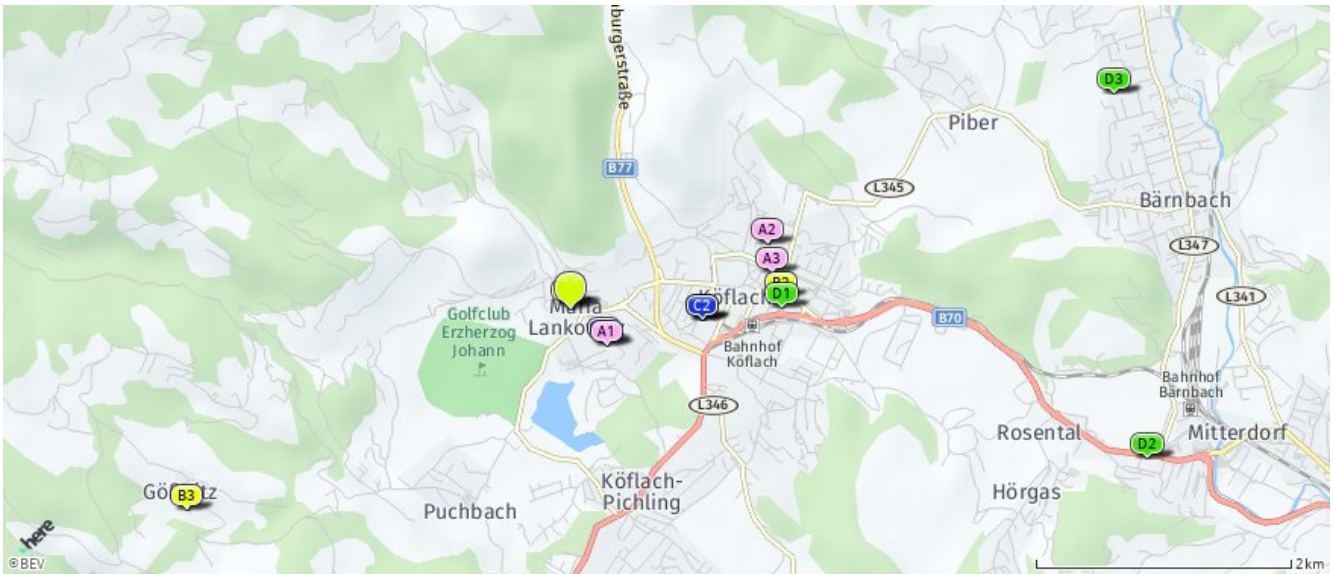 burgerstraße
D3
Piber
B77
L345
Bärnbach
A2
L347
A3
D1
Köflach
L341
C2
Golfclub
Erzherzog
Johann
Maria
A1
B70
Bahnhof
Köflach
Bahnhof
Bärnbach
L346
Rosental
D2
Mitterdorf
Köflach-
Pichling
B3
Puchbach
Hörgas
here
©BEV
2km